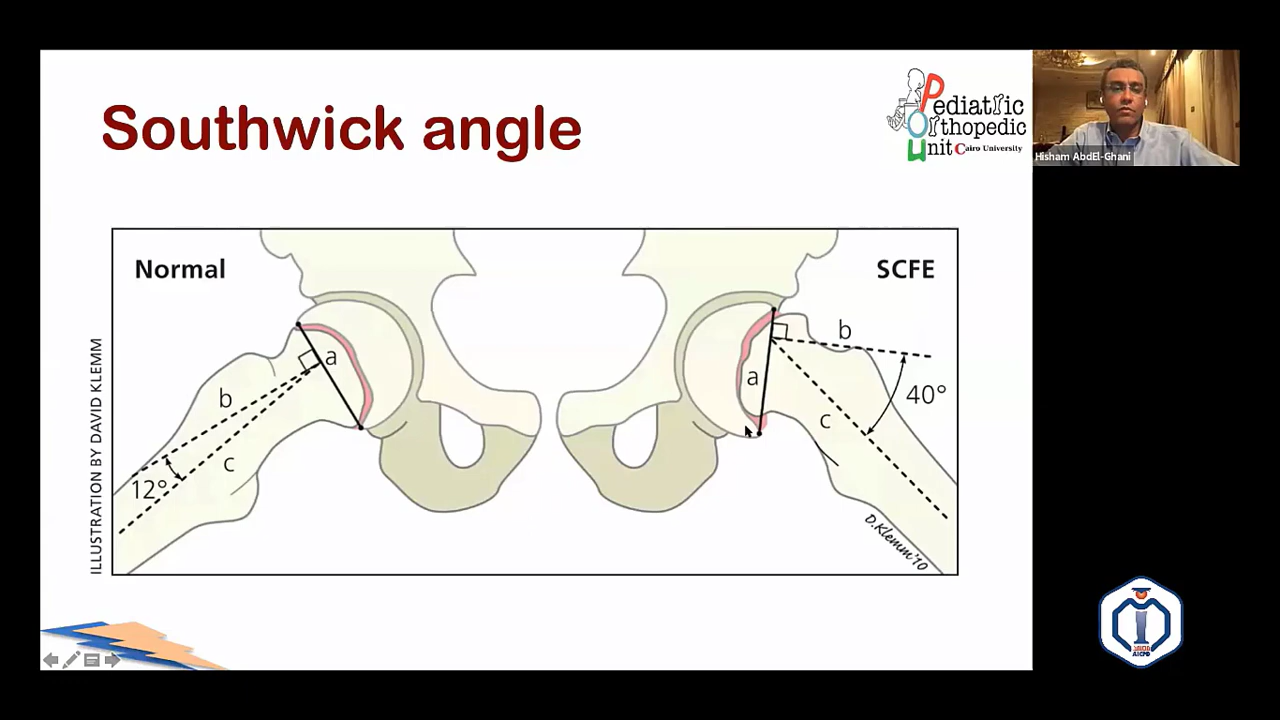 Southwick angle
Pediatric
Orthopedic
Unit Cairo University
Hisham AbdEl-Ghani
Normal
SCFE
a
b
c
12°
a
b
c
40°
D.Klemm'10
ILLUSTRATION BY DAVID KLEMM
AICPD